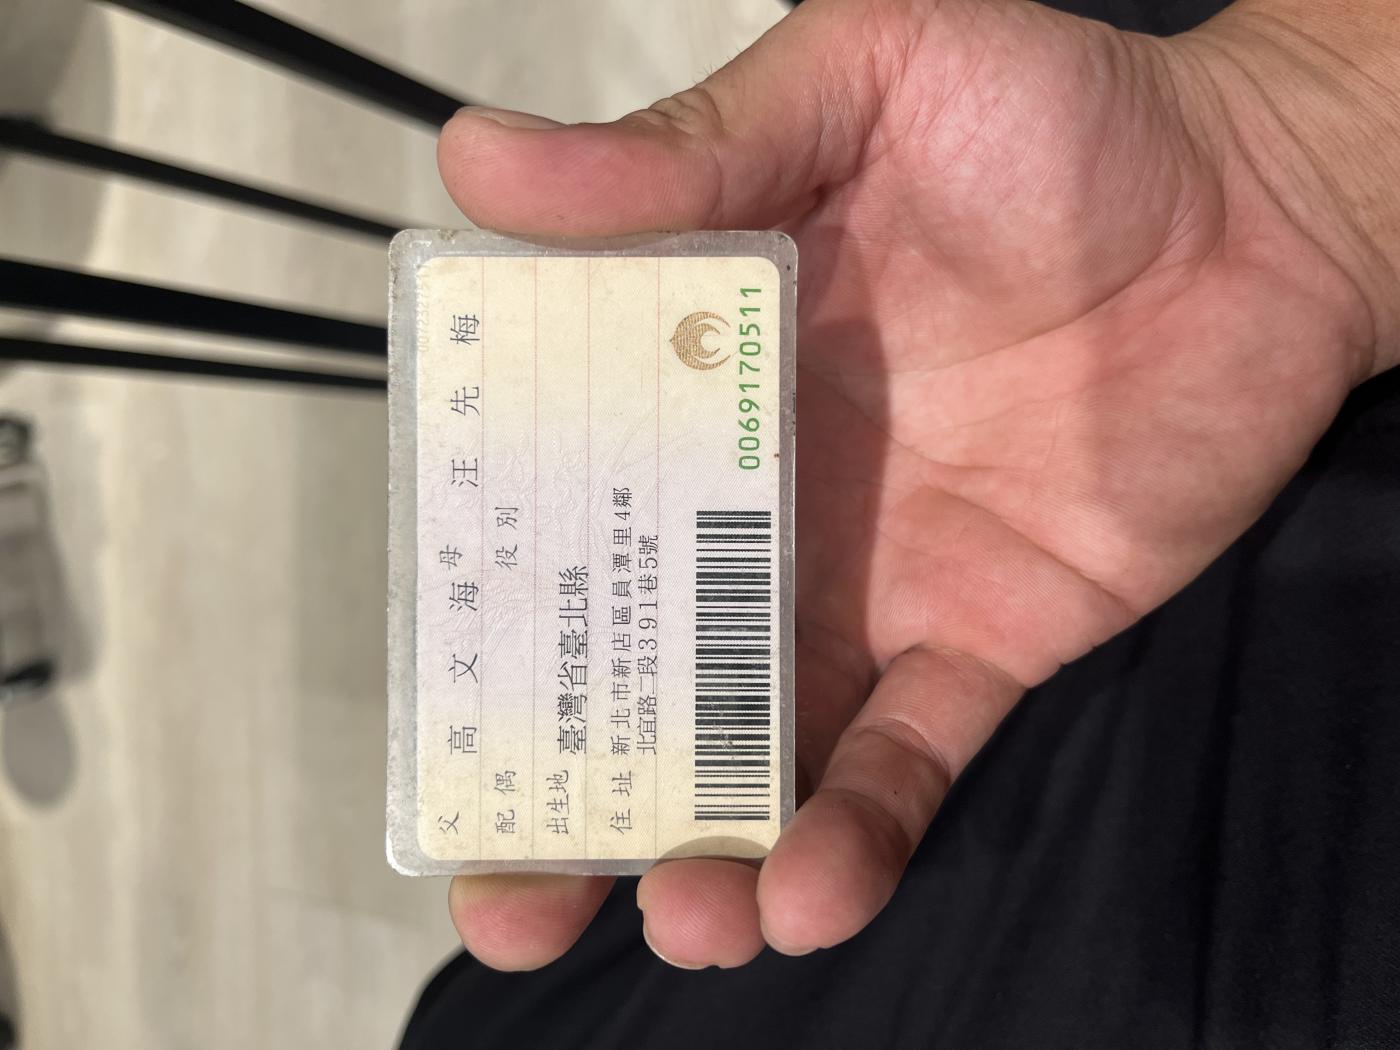 父 高文海 母 汪先梅
配偶 役別
出生地 臺灣省臺北縣
住址 新北市新店區員潭里4鄰
北宜路二段391巷5號
0069170511